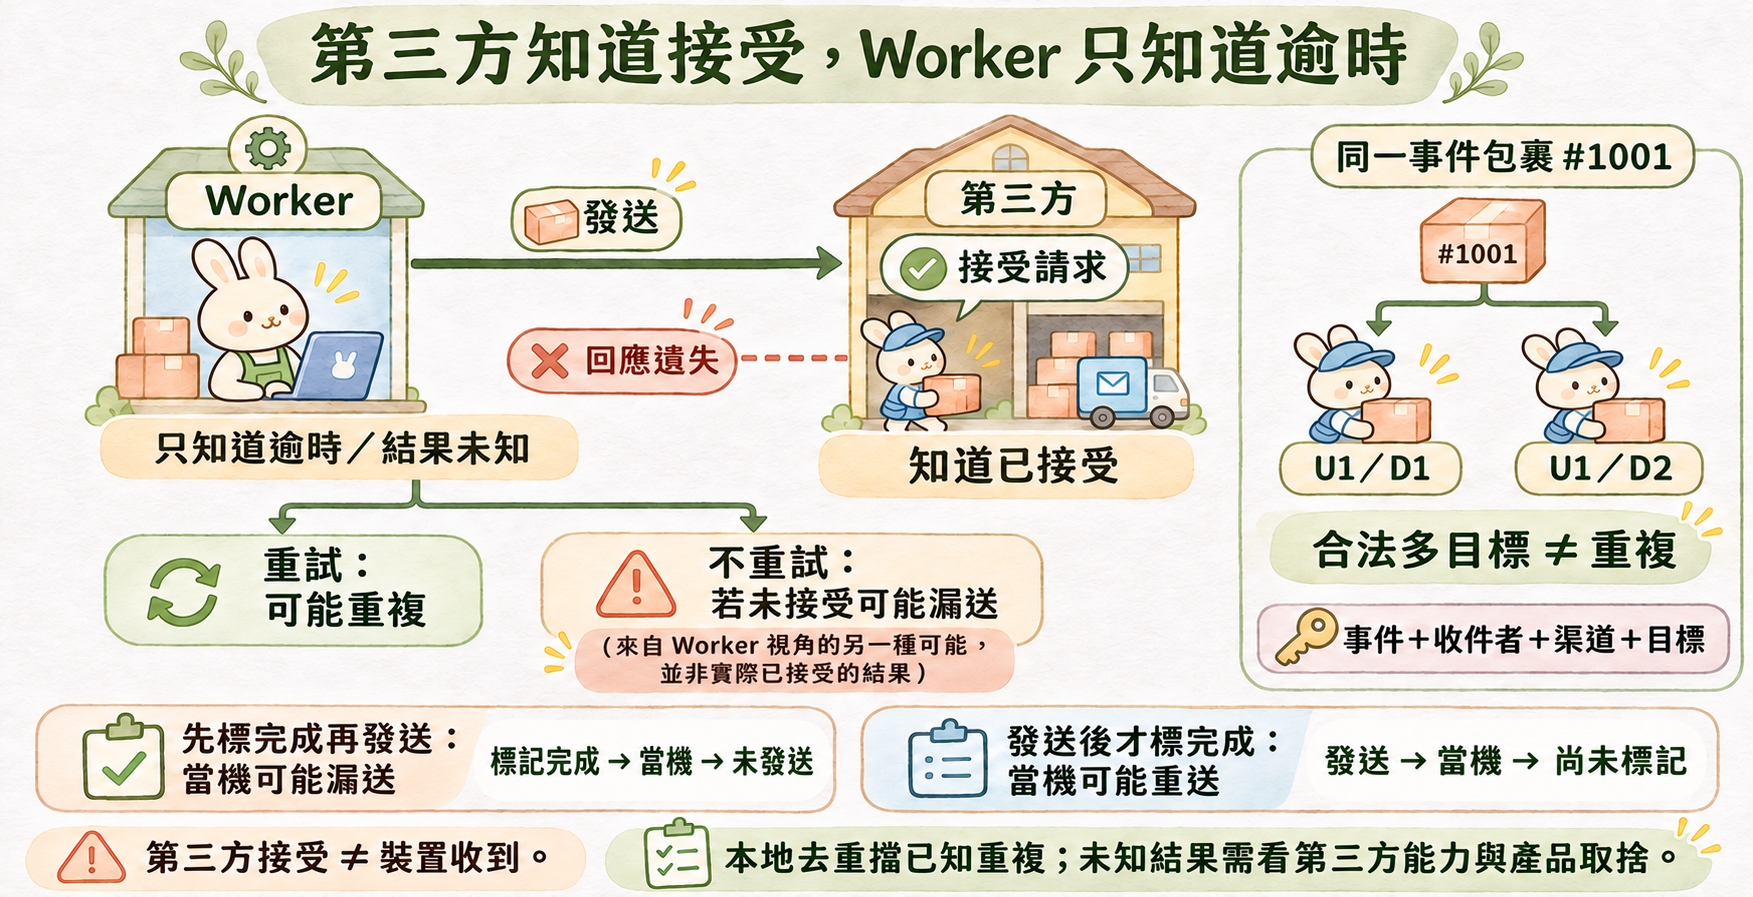 第三方知道接受，Worker 只知道逾時
Worker
發送
回應遺失
第三方
接受請求
只知道逾時／結果未知
知道已接受
重試：
可能重複
不重試：
若未接受可能漏送
（來自 Worker 視角的另一種可能，
並非實際已接受的結果）
同一事件包裹 #1001
#1001
U1／D1
U1／D2
合法多目標 ≠ 重複
事件＋收件者＋渠道＋目標
先標完成再發送：
當機可能漏送
標記完成 → 當機 → 未發送
發送後才標完成：
當機可能重送
發送 → 當機 → 尚未標記
第三方接受 ≠ 裝置收到。
本地去重擋已知重複；未知結果需看第三方能力與產品取捨。